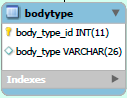 bodytype
body_type_id INT(11)
body_type VARCHAR(26)
Indexes